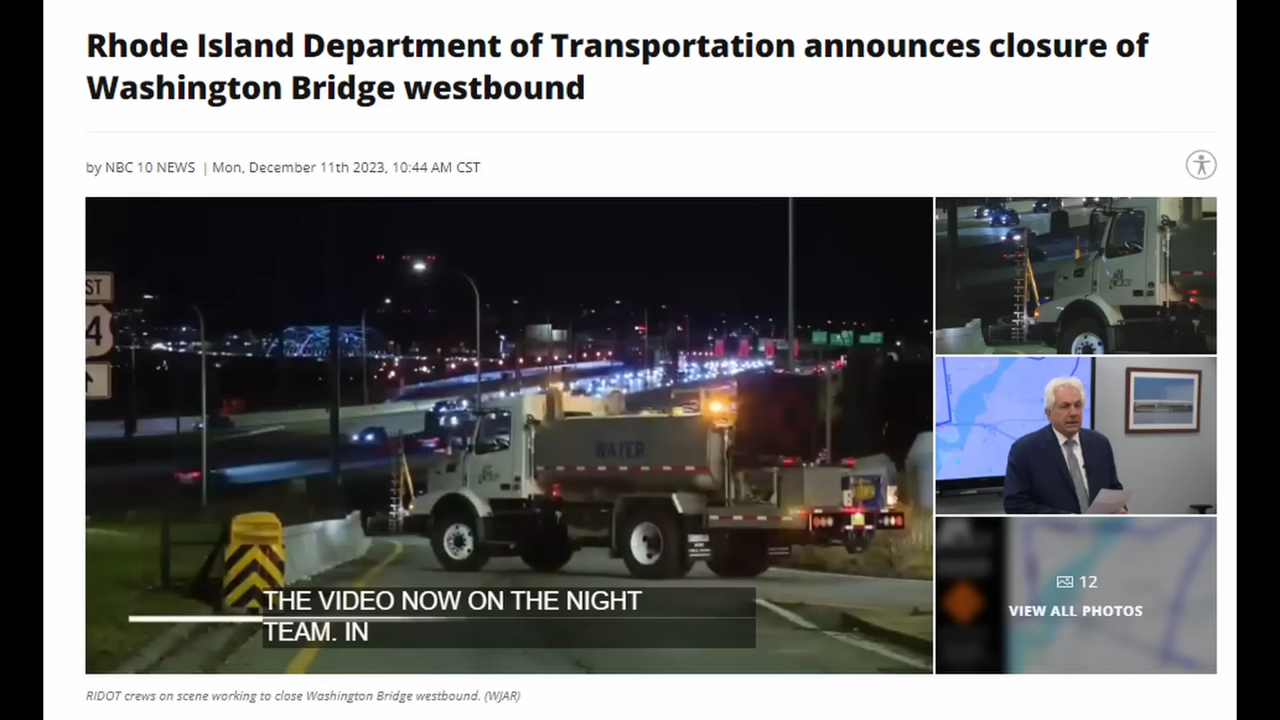 Rhode Island Department of Transportation announces closure of
Washington Bridge westbound
by NBC 10 NEWS | Mon, December 11th 2023, 10:44 AM CST
ST
4
WATER
THE VIDEO NOW ON THE NIGHT
TEAM. IN
12
VIEW ALL PHOTOS
RIDOT crews on scene working to close Washington Bridge westbound. (WJAR)